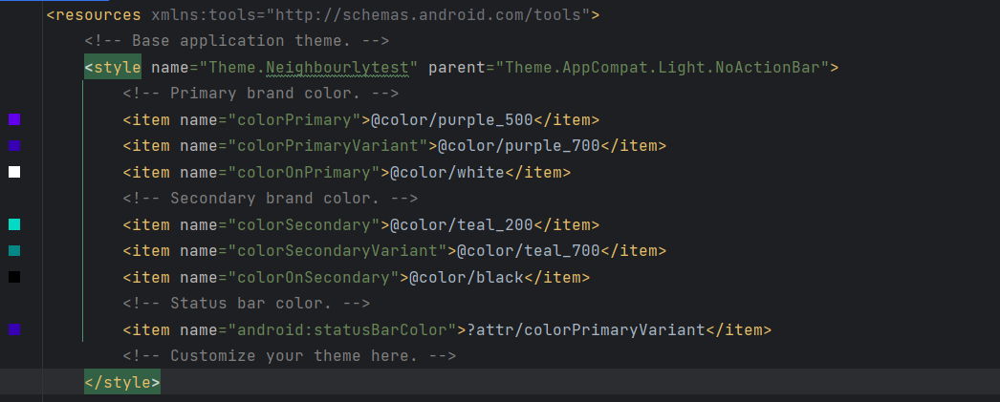 <resources xmlns:tools="http://schemas.android.com/tools">
    <!-- Base application theme. -->
    <style name="Theme.Neighbourlytest" parent="Theme.AppCompat.Light.NoActionBar">
        <!-- Primary brand color. -->
        <item name="colorPrimary">@color/purple_500</item>
        <item name="colorPrimaryVariant">@color/purple_700</item>
        <item name="colorOnPrimary">@color/white</item>
        <!-- Secondary brand color. -->
        <item name="colorSecondary">@color/teal_200</item>
        <item name="colorSecondaryVariant">@color/teal_700</item>
        <item name="colorOnSecondary">@color/black</item>
        <!-- Status bar color. -->
        <item name="android:statusBarColor">?attr/colorPrimaryVariant</item>
        <!-- Customize your theme here. -->
    </style>